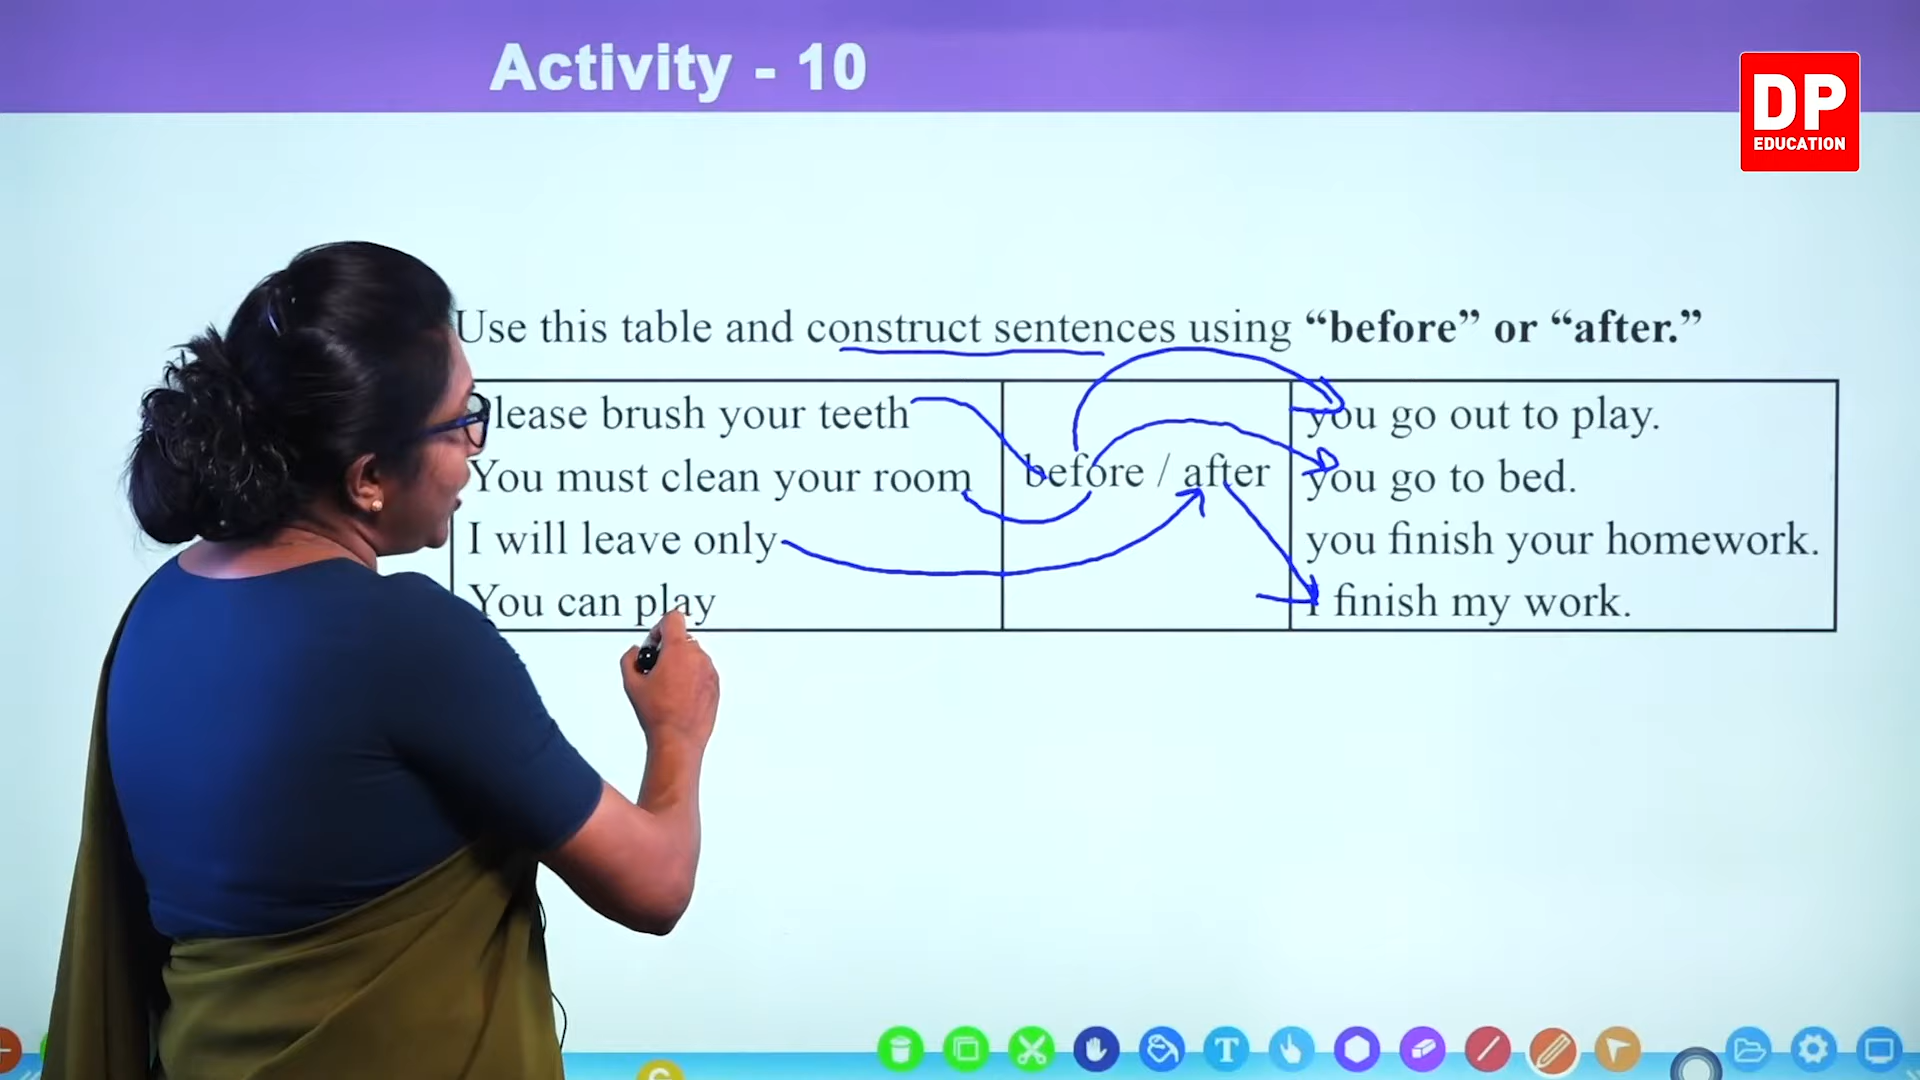 Activity - 10
DP
EDUCATION
Use this table and construct sentences using “before” or “after.”
Please brush your teeth
You must clean your room
I will leave only
You can play
before / after
you go out to play.
you go to bed.
you finish your homework.
I finish my work.
T